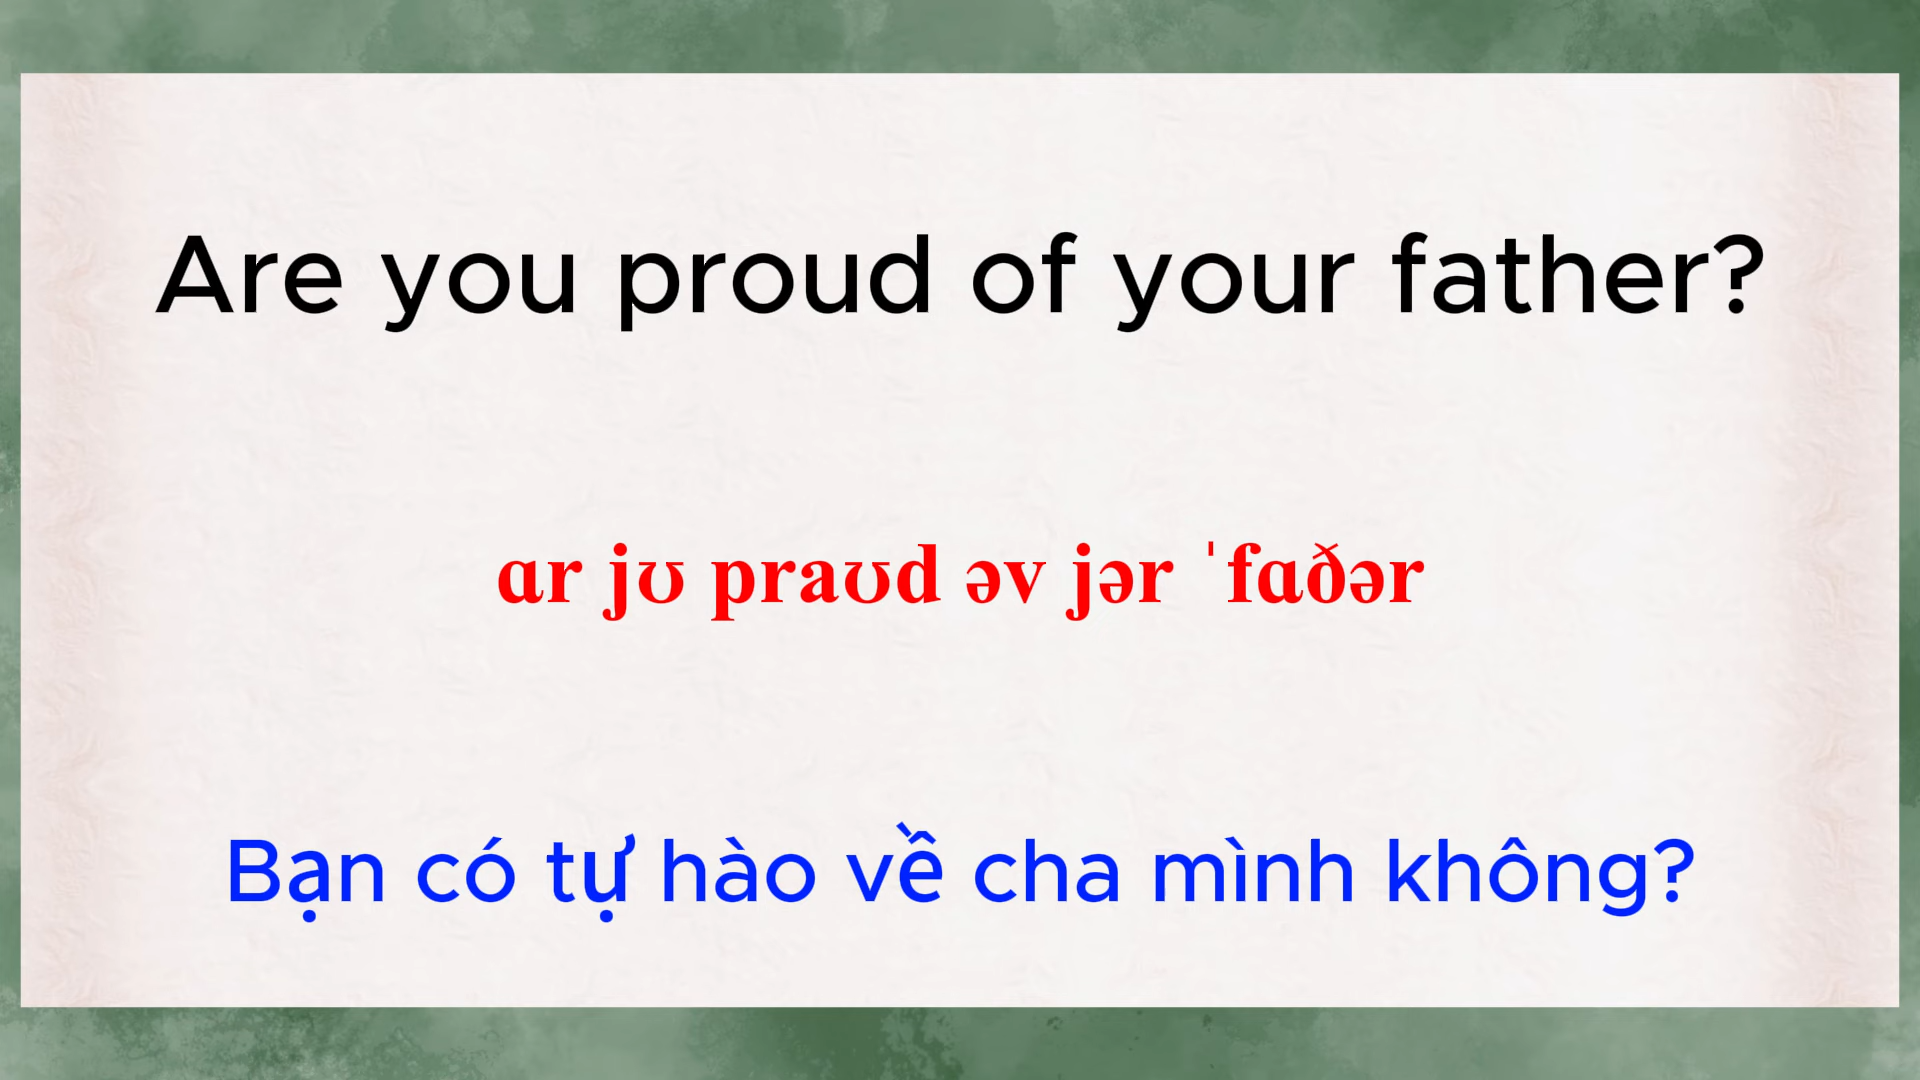 Are you proud of your father?
ɑr jʊ praʊd əv jər ˈfɑðər
Bạn có tự hào về cha mình không?